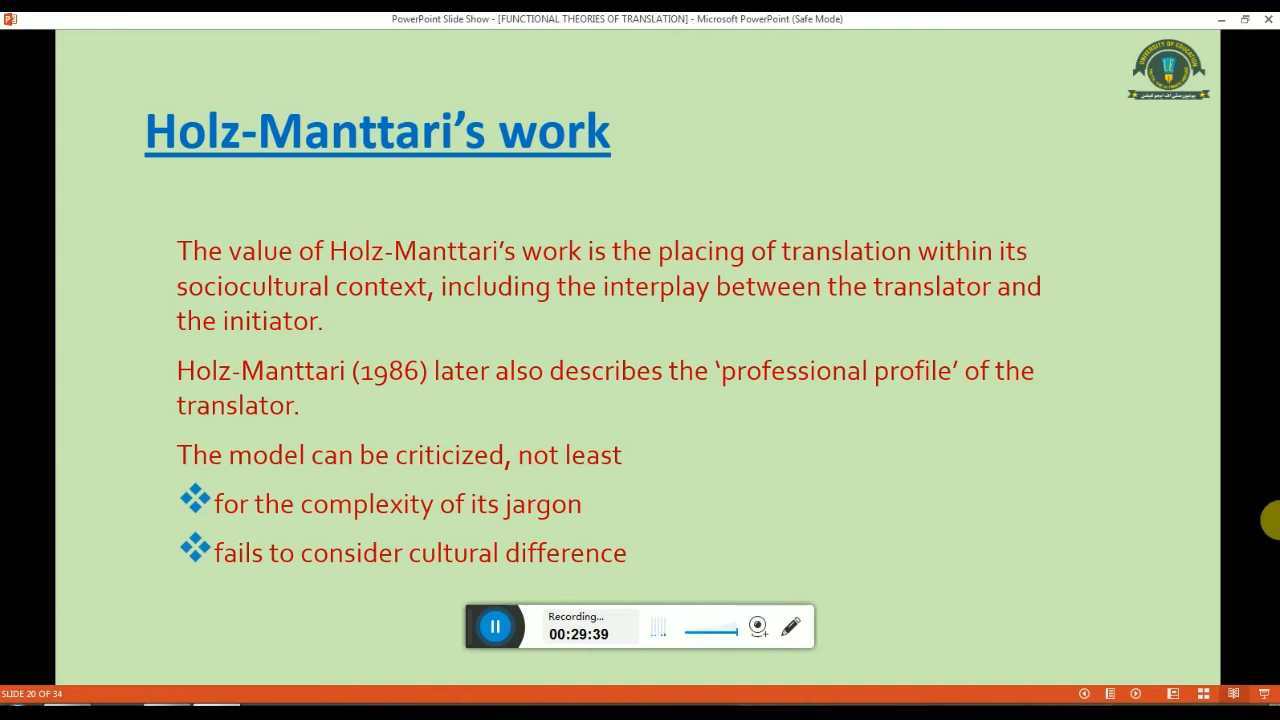 PowerPoint Slide Show - [FUNCTIONAL THEORIES OF TRANSLATION] - Microsoft PowerPoint (Safe Mode)
UNIVERSITY OF EDUCATION
Holz-Manttari’s work
The value of Holz-Manttari’s work is the placing of translation within its
sociocultural context, including the interplay between the translator and
the initiator.
Holz-Manttari (1986) later also describes the ‘professional profile’ of the
translator.
The model can be criticized, not least
for the complexity of its jargon
fails to consider cultural difference
Recording...
00:29:39
SLIDE 20 OF 34